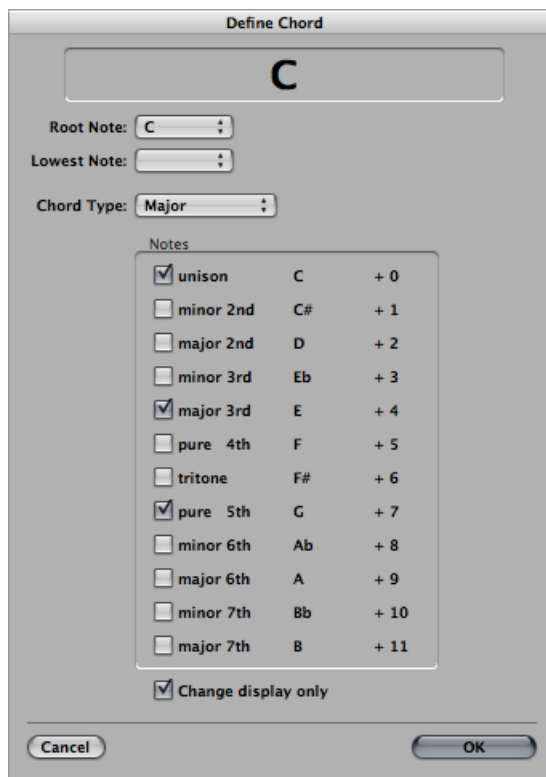 Define Chord
C
Root Note: C
Lowest Note:
Chord Type: Major
Notes
unison C + 0
minor 2nd C# + 1
major 2nd D + 2
minor 3rd Eb + 3
major 3rd E + 4
pure 4th F + 5
tritone F# + 6
pure 5th G + 7
minor 6th Ab + 8
major 6th A + 9
minor 7th Bb + 10
major 7th B + 11
Change display only
Cancel OK